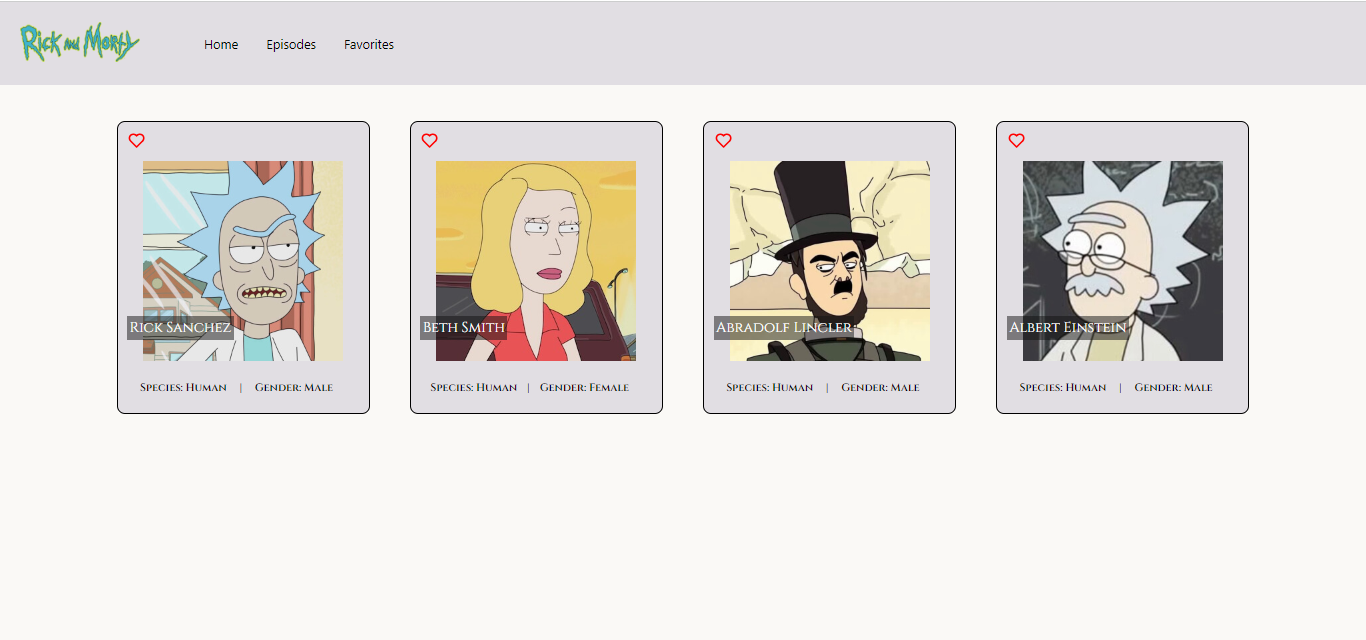 Rick and Morty
Home Episodes Favorites
Rick Sanchez
Species: Human | Gender: Male
Beth Smith
Species: Human | Gender: Female
Abradolf Lincler
Species: Human | Gender: Male
Albert Einstein
Species: Human | Gender: Male